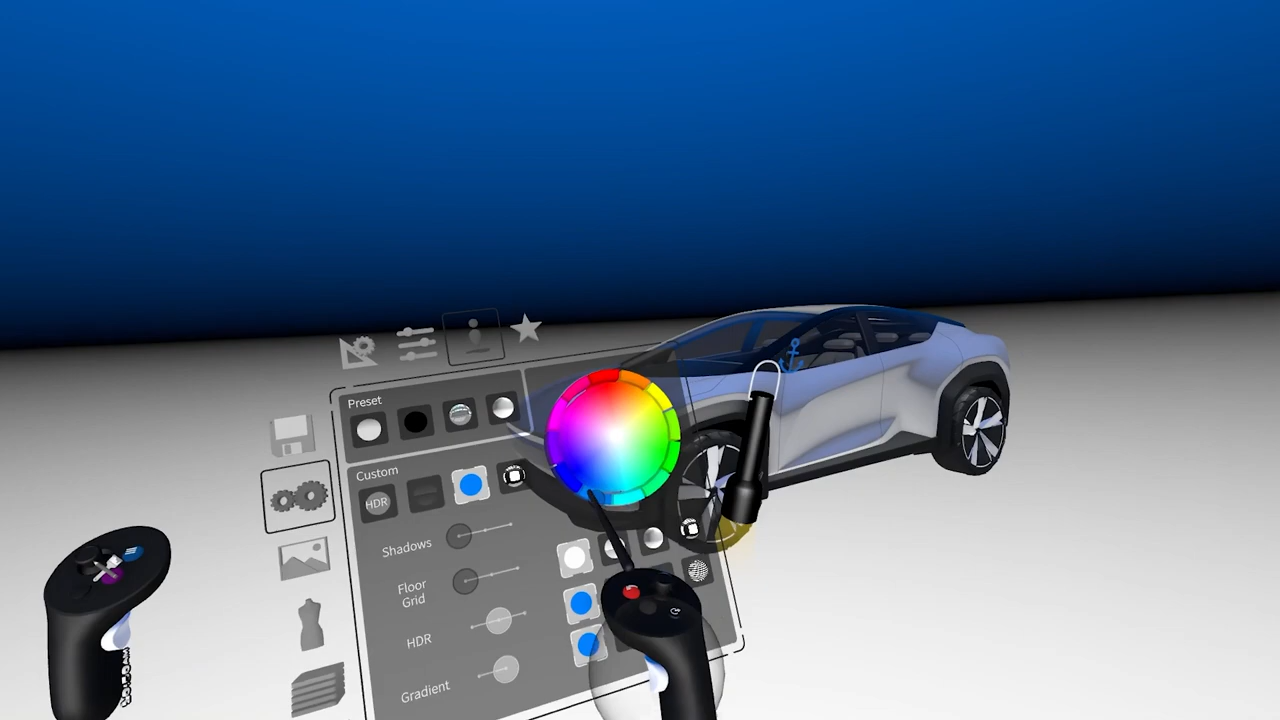 Preset
Custom
HDR
Shadows
Floor
Grid
HDR
Gradient